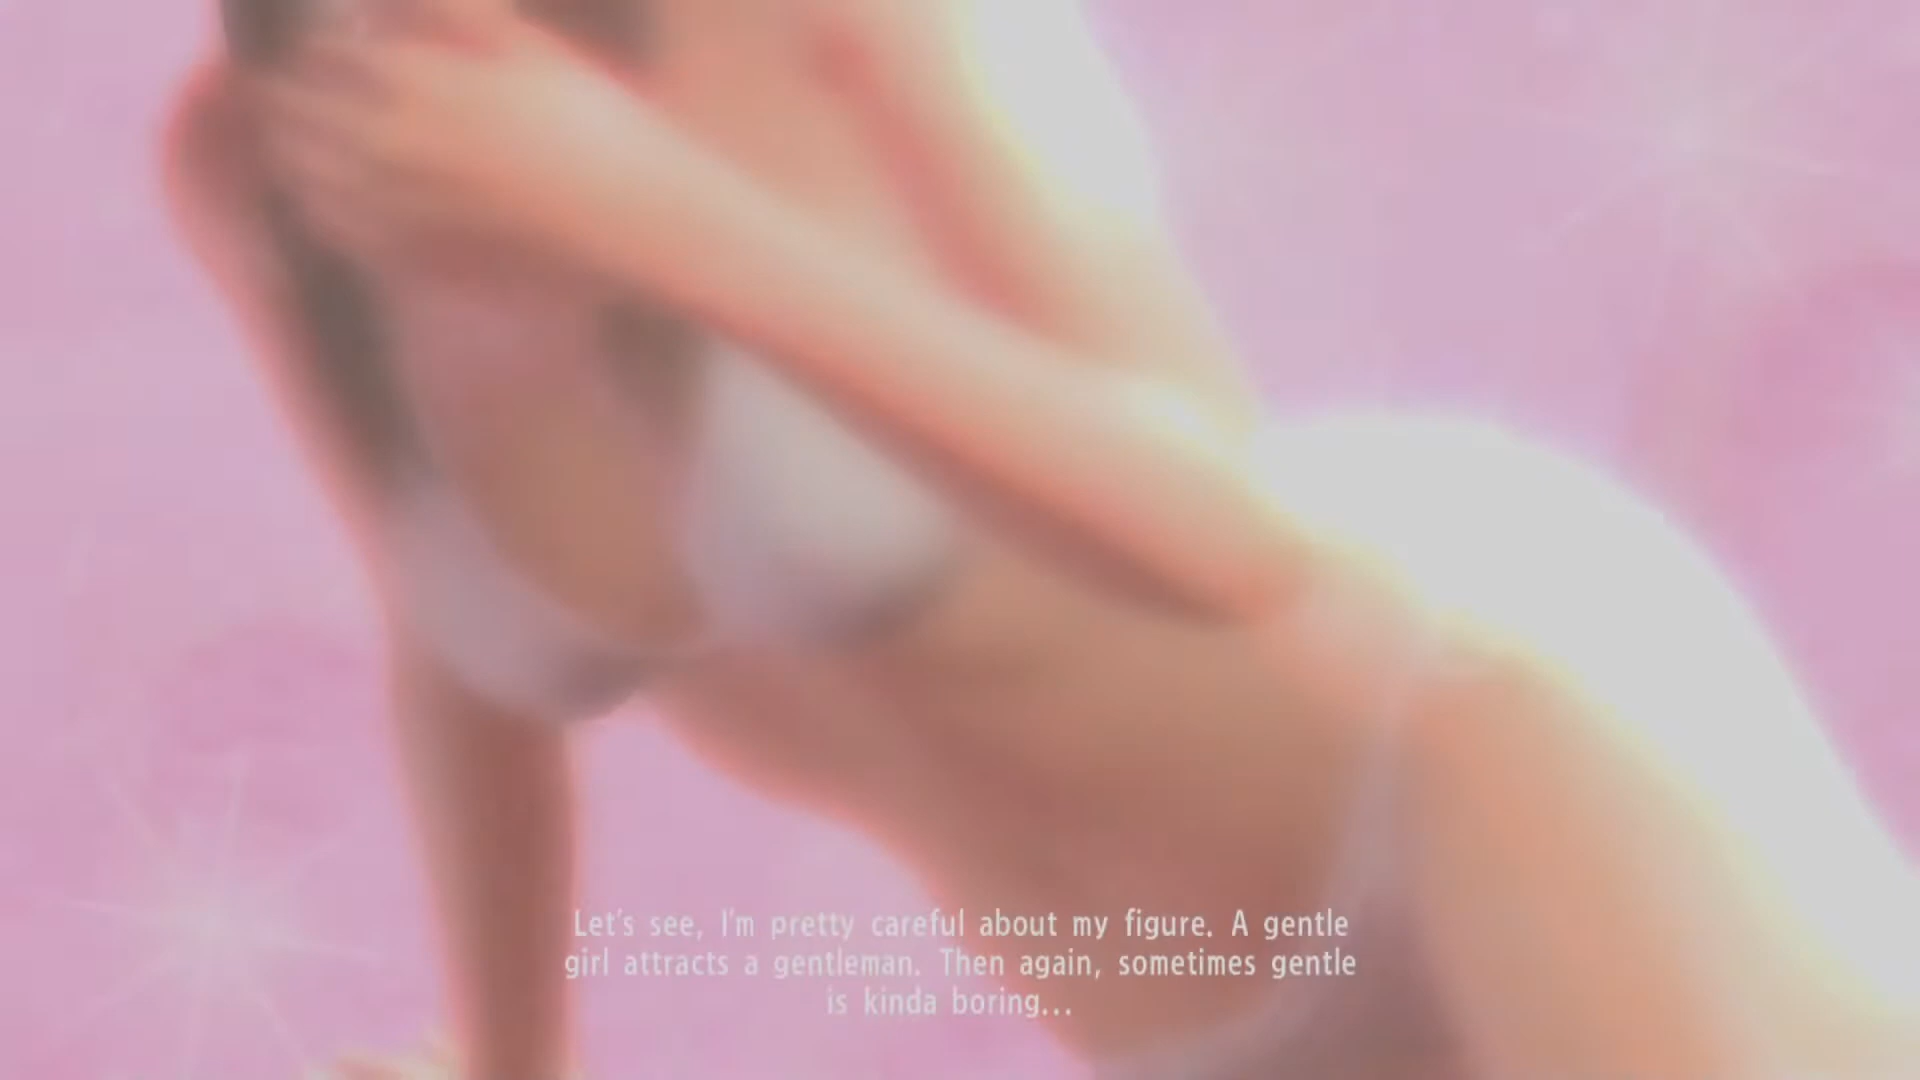 Let's see, I'm pretty careful about my figure. A gentle
girl attracts a gentleman. Then again, sometimes gentle
is kinda boring...